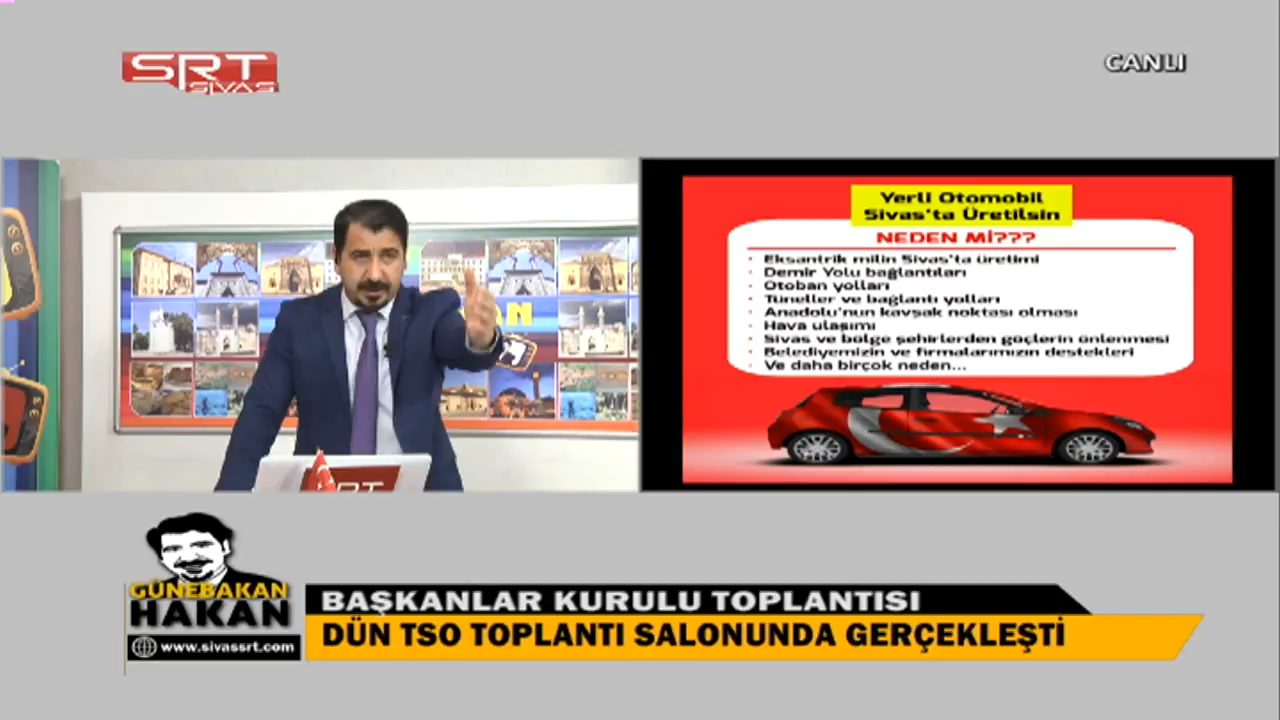 SRT
SİVAS
CANLI
Yerli Otomobil
Sivas'ta Üretilsin
NEDEN Mİ???
Eksantrik milin Sivas'ta üretimi
Demir Yolu bağlantıları
Otoban yolları
Tüneller ve bağlantı yolları
Anadolu'nun kavşak noktası olması
Hava ulaşımı
Sivas ve bölge şehirlerden göçlerin önlenmesi
Belediyemizin ve firmalarımızın destekleri
Ve daha birçok neden...
SRT
GÜNEBAKAN
HAKAN
www.sivassrt.com
BAŞKANLAR KURULU TOPLANTISI
DÜN TSO TOPLANTI SALONUNDA GERÇEKLEŞTİ